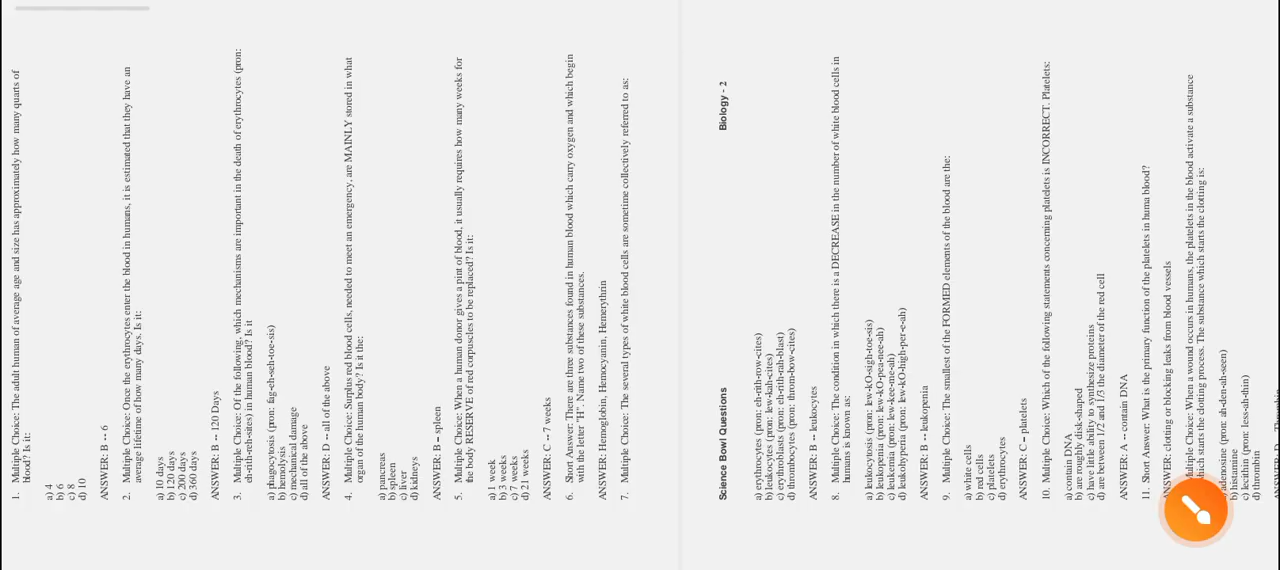 1. Multiple Choice: The adult human of average age and size has approximately how many quarts of
blood? Is it:
a) 4
b) 6
c) 8
d) 10
ANSWER: B -- 6
2. Multiple Choice: Once the erythrocytes enter the blood in humans, it is estimated that they have an
average lifetime of how many days. Is it:
a) 10 days
b) 120 days
c) 200 days
d) 360 days
ANSWER: B -- 120 Days
3. Multiple Choice: Of the following, which mechanisms are important in the death of erythrocytes (pron:
eh-rith-reh-sites) in human blood? Is it
a) phagocytosis (pron: fag-eh-seh-toe-sis)
b) hemolysis
c) mechanical damage
d) all of the above
ANSWER: D -- all of the above
4. Multiple Choice: Surplus red blood cells, needed to meet an emergency, are MAINLY stored in what
organ of the human body? Is it the:
a) pancreas
b) spleen
c) liver
d) kidneys
ANSWER: B -- spleen
5. Multiple Choice: When a human donor gives a pint of blood, it usually requires how many weeks for
the body RESERVE of red corpuscles to be replaced? Is it:
a) 1 week
b) 3 weeks
c) 7 weeks
d) 21 weeks
ANSWER: C -- 7 weeks
6. Short Answer: There are three substances found in human blood which carry oxygen and which begin
with the letter "H". Name two of these substances.
ANSWER: Hemoglobin, Hemocyanin, Hemerythrin
7. Multiple Choice: The several types of white blood cells are sometime collectively referred to as:
Science Bowl Questions Biology - 2
a) erythrocytes (pron: eh-rith-row-cites)
b) leukocytes (pron: lew-kah-cites)
c) erythroblasts (pron: eh-rith-rah-blast)
d) thrombocytes (pron: throm-bow-cites)
ANSWER: B -- leukocytes
8. Multiple Choice: The condition in which there is a DECREASE in the number of white blood cells in
humans is known as:
a) leukocytosis (pron: lew-kO-sigh-toe-sis)
b) leukopenia (pron: lew-kO-pea-nee-ah)
c) leukemia (pron: lew-kee-me-ah)
d) leukohyperia (pron: lew-kO-high-per-e-ah)
ANSWER: B -- leukopenia
9. Multiple Choice: The smallest of the FORMED elements of the blood are the:
a) white cells
b) red cells
c) platelets
d) erythrocytes
ANSWER: C -- platelets
10. Multiple Choice: Which of the following statements concerning platelets is INCORRECT. Platelets:
a) contain DNA
b) are roughly disk-shaped
c) have little ability to synthesize proteins
d) are between 1/2 and 1/3 the diameter of the red cell
ANSWER: A -- contain DNA
11. Short Answer: What is the primary function of the platelets in huma blood?
ANSWER: clotting or blocking leaks from blood vessels
Multiple Choice: When a wound occurs in humans, the platelets in the blood activate a substance
which starts the clotting process. The substance which starts the clotting is:
a) adenosine (pron: ah-den-ah-seen)
b) histamine
c) lecithin (pron: less-ah-thin)
d) thrombin